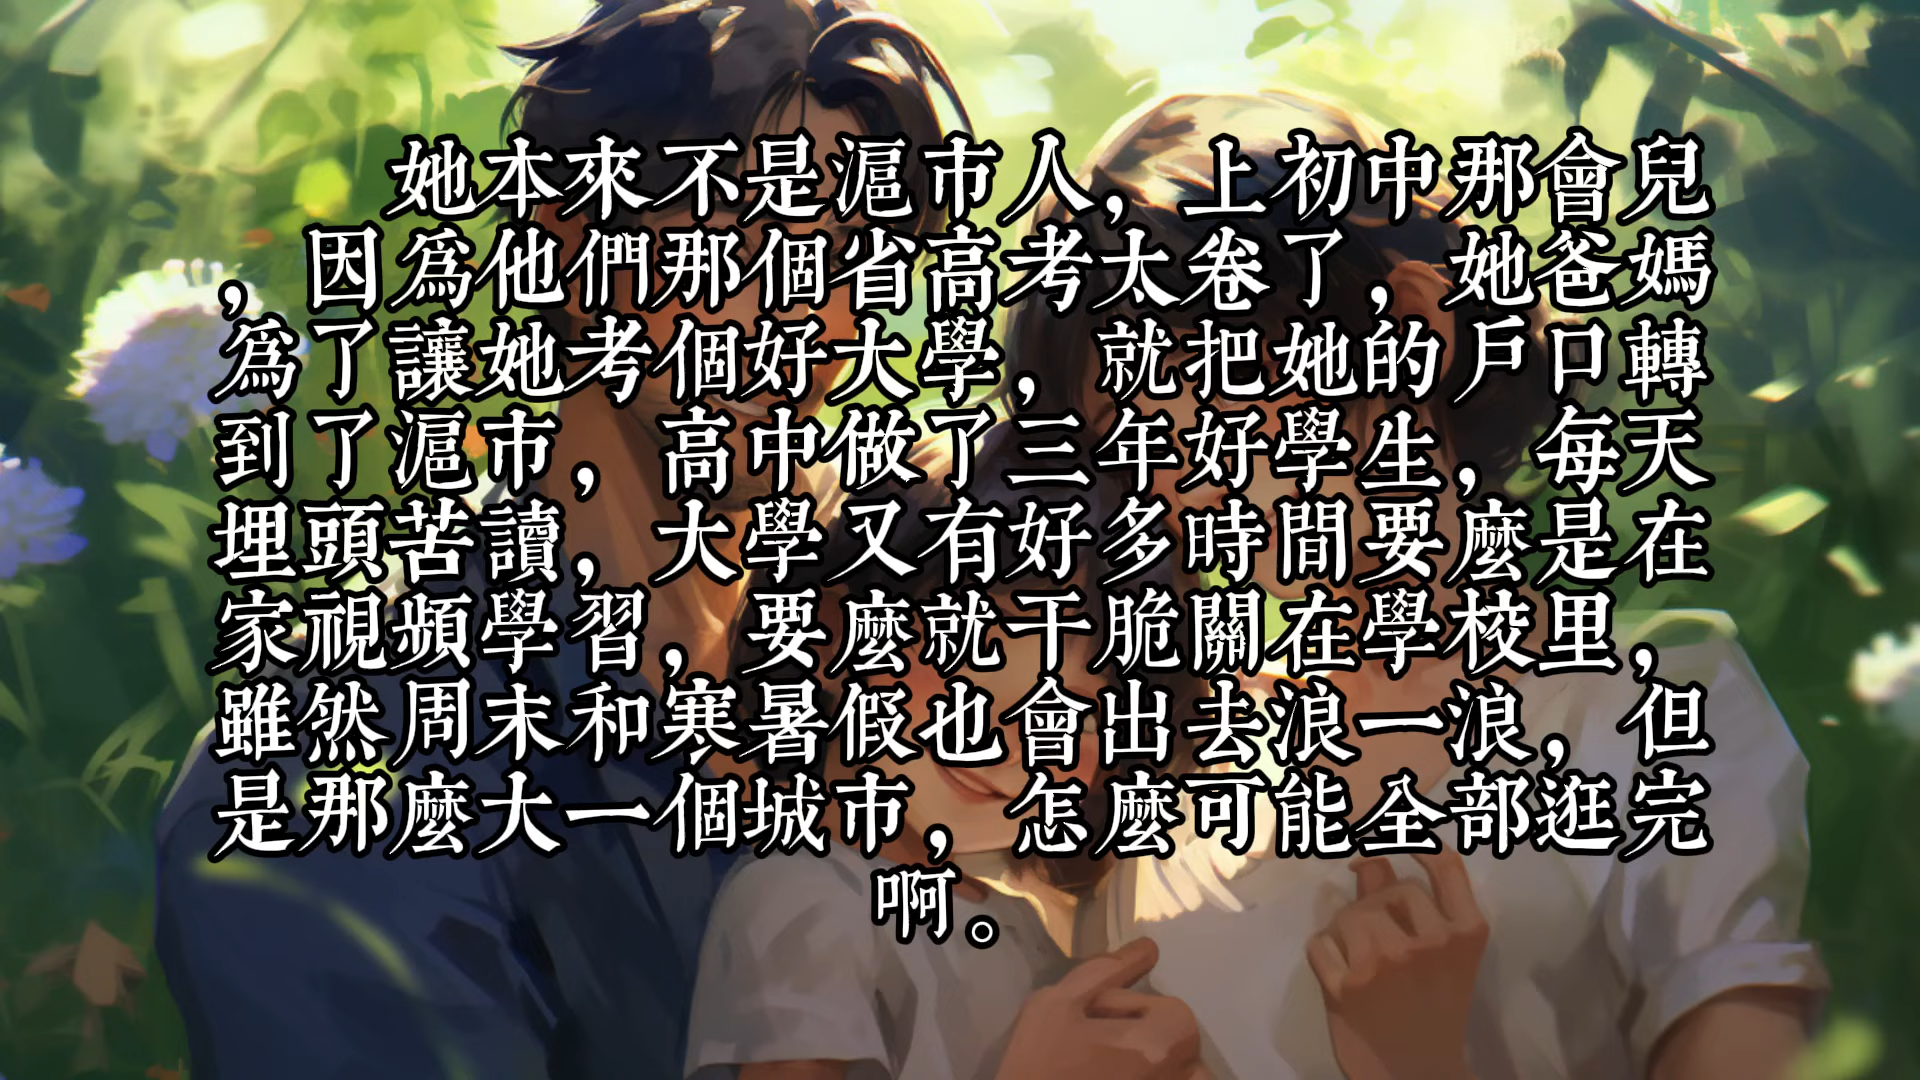 她本來不是滬市人，上初中那會兒
，因爲他們那個省高考太卷了，她爸媽
爲了讓她考個好大學，就把她的戶口轉
到了滬市，高中做了三年好學生，每天
埋頭苦讀，大學又有好多時間要麼是在
家視頻學習，要麼就干脆關在學校里，
雖然周末和寒暑假也會出去浪一浪，但
是那麼大一個城市，怎麼可能全部逛完
啊。